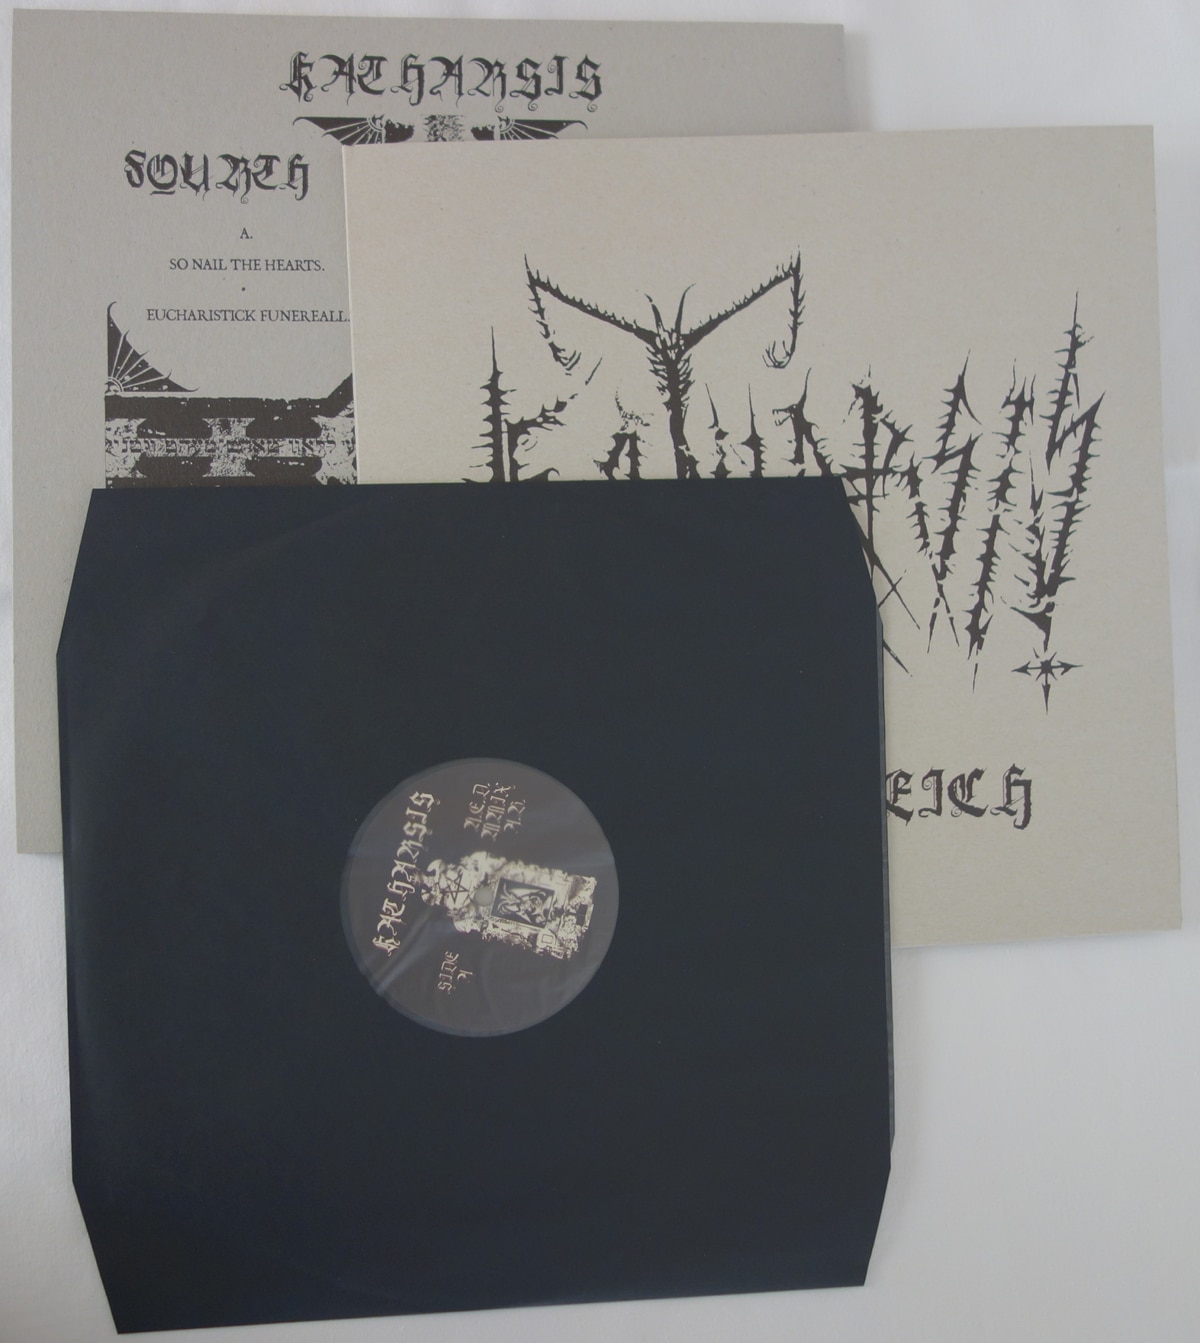 KATHARSIS
FOURTH
A.
SO NAIL THE HEARTS.
EUCHARISTICK FUNEREALL.
KATHARSIS
EICH
KATHARSIS
SIDE
A